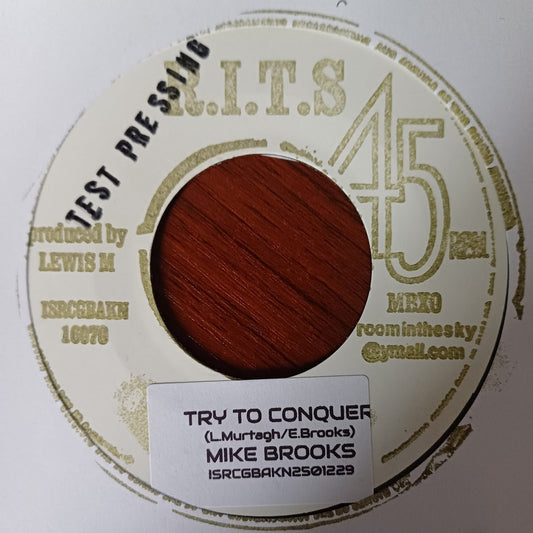 TEST PRESSING
R.I.T.S
45
RPM
produced by
LEWIS M
ISRCGBAKN
16070
MBXO
roominthesky
@ymail.com
TRY TO CONQUER
(L.Murtagh/E.Brooks)
MIKE BROOKS
ISRCGBAKN2501229